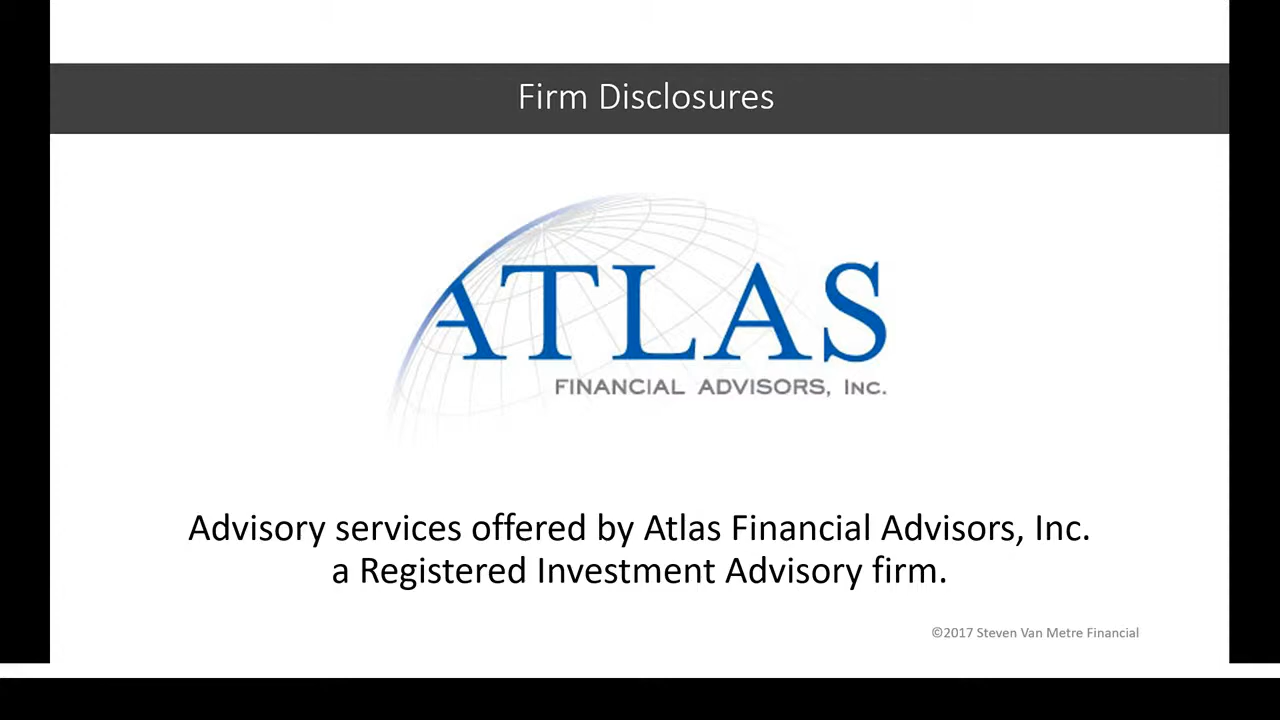 Firm Disclosures
ATLAS
FINANCIAL ADVISORS, INC.
Advisory services offered by Atlas Financial Advisors, Inc.
a Registered Investment Advisory firm.
©2017 Steven Van Metre Financial